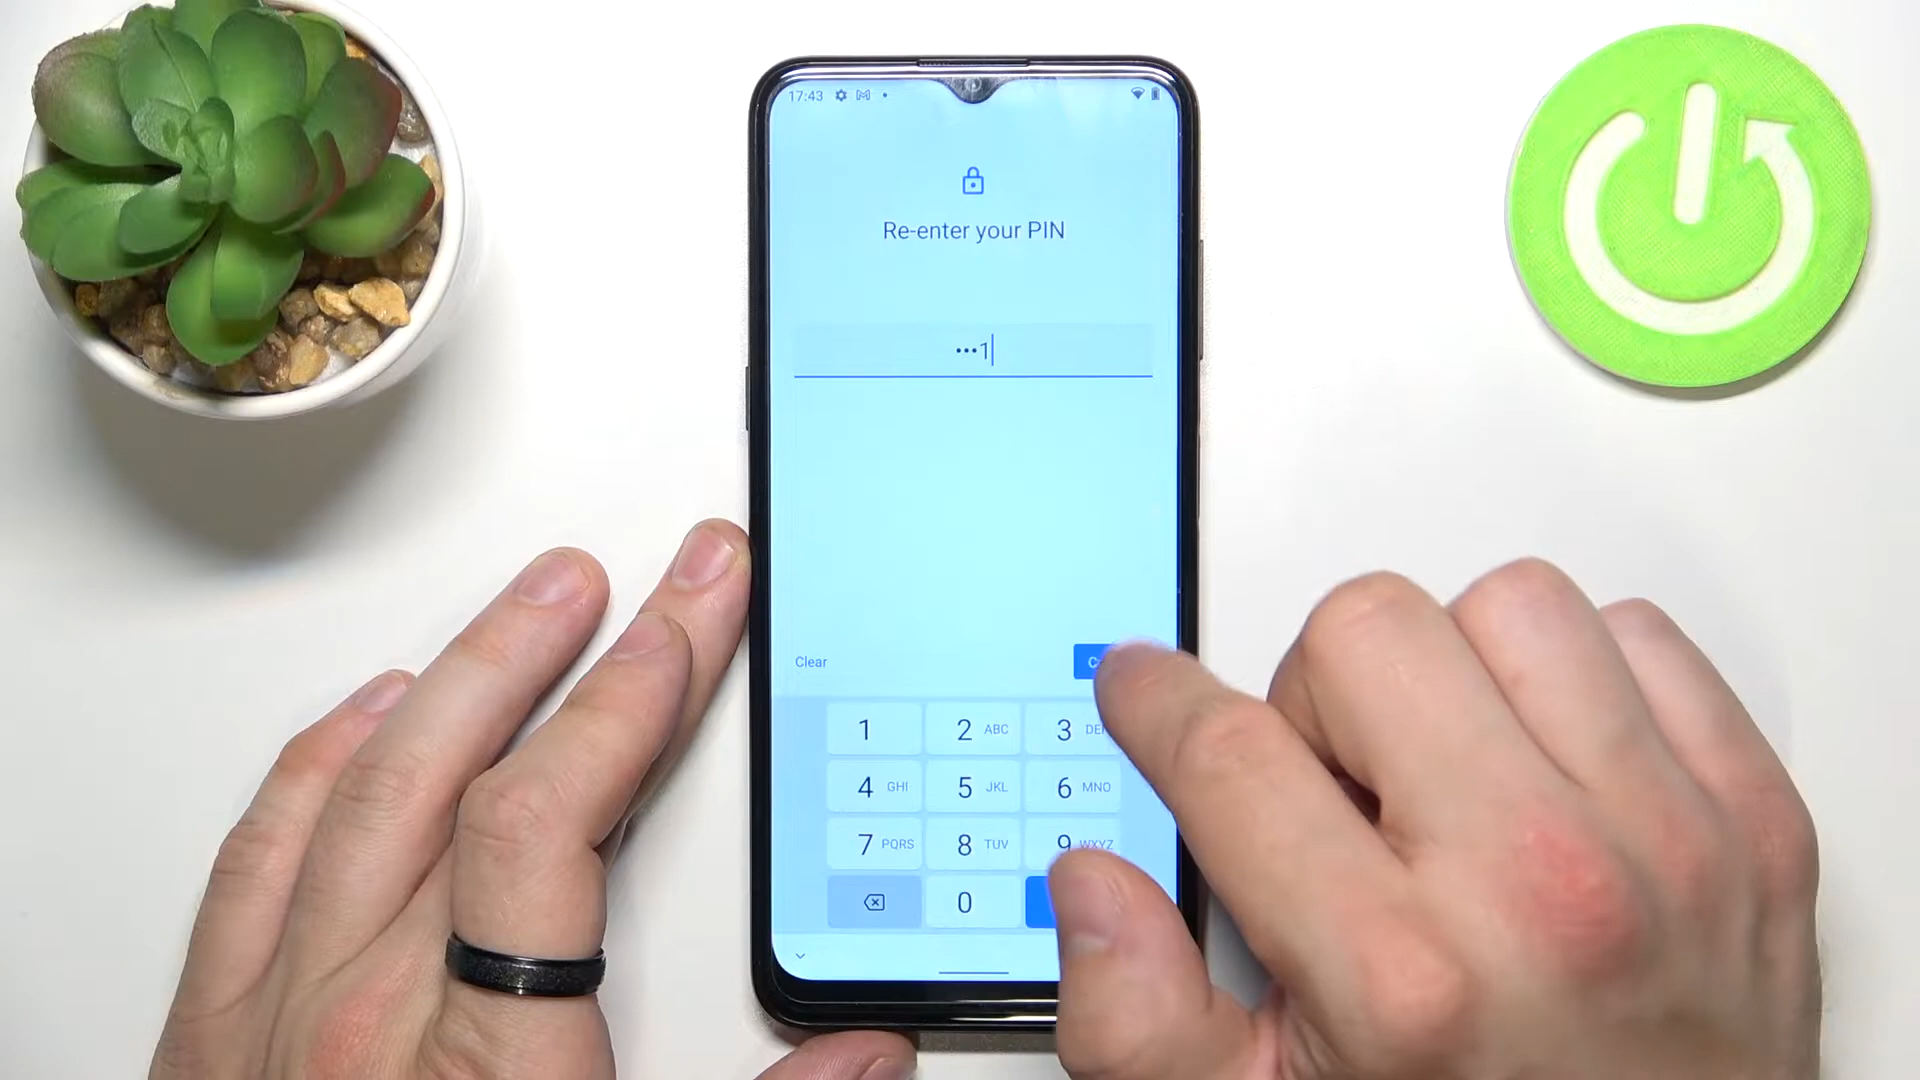 17:43
Re-enter your PIN
•••1
Clear
1 2 ABC 3
4 GHI 5 JKL 6 MNO
7 PQRS 8 TUV 9 WXYZ
0